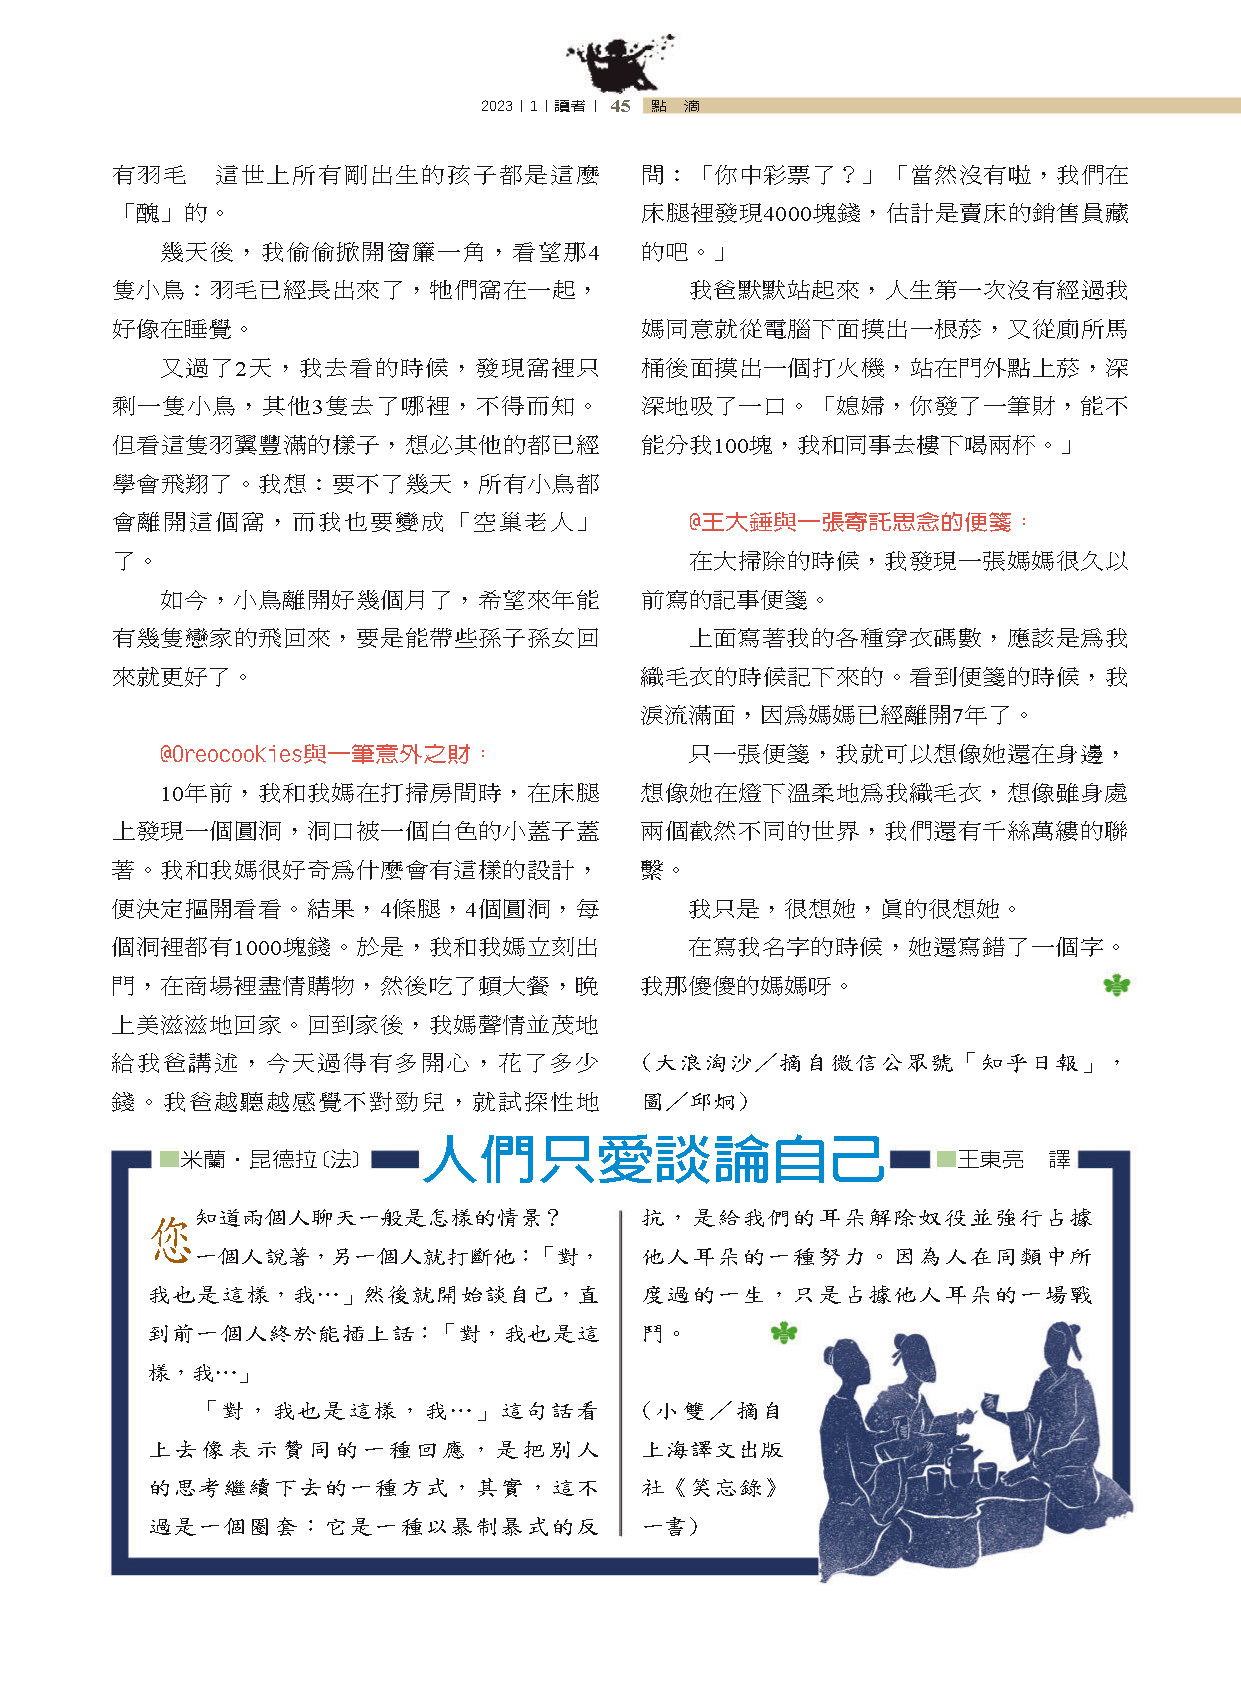 2023 | 1 | 讀者 | 45 點 滴
有羽毛 這世上所有剛出生的孩子都是這麼
「醜」的。
幾天後，我偷偷掀開窗簾一角，看望那4
隻小鳥：羽毛已經長出來了，牠們窩在一起，
好像在睡覺。
又過了2天，我去看的時候，發現窩裡只
剩一隻小鳥，其他3隻去了哪裡，不得而知。
但看這隻羽翼豐滿的樣子，想必其他的都已經
學會飛翔了。我想：要不了幾天，所有小鳥都
會離開這個窩，而我也要變成「空巢老人」
了。
如今，小鳥離開好幾個月了，希望來年能
有幾隻戀家的飛回來，要是能帶些孫子孫女回
來就更好了。
@Oreocookies與一筆意外之財：
10年前，我和我媽在打掃房間時，在床腿
上發現一個圓洞，洞口被一個白色的小蓋子蓋
著。我和我媽很好奇爲什麼會有這樣的設計，
便決定摳開看看。結果，4條腿，4個圓洞，每
個洞裡都有1000塊錢。於是，我和我媽立刻出
門，在商場裡盡情購物，然後吃了頓大餐，晚
上美滋滋地回家。回到家後，我媽聲情並茂地
給我爸講述，今天過得有多開心，花了多少
錢。我爸越聽越感覺不對勁兒，就試探性地
問：「你中彩票了？」「當然沒有啦，我們在
床腿裡發現4000塊錢，估計是賣床的銷售員藏
的吧。」
我爸默默站起來，人生第一次沒有經過我
媽同意就從電腦下面摸出一根菸，又從廁所馬
桶後面摸出一個打火機，站在門外點上菸，深
深地吸了一口。「媳婦，你發了一筆財，能不
能分我100塊，我和同事去樓下喝兩杯。」
@王大錘與一張寄託思念的便箋：
在大掃除的時候，我發現一張媽媽很久以
前寫的記事便箋。
上面寫著我的各種穿衣碼數，應該是爲我
織毛衣的時候記下來的。看到便箋的時候，我
淚流滿面，因爲媽媽已經離開7年了。
只一張便箋，我就可以想像她還在身邊，
想像她在燈下溫柔地爲我織毛衣，想像雖身處
兩個截然不同的世界，我們還有千絲萬縷的聯
繫。
我只是，很想她，眞的很想她。
在寫我名字的時候，她還寫錯了一個字。
我那傻傻的媽媽呀。
（大浪淘沙／摘自微信公眾號「知乎日報」，
圖／邱炯）
■米蘭・昆德拉〔法〕 人們只愛談論自己 ■王東亮 譯
您知道兩個人聊天一般是怎樣的情景？
一個人說著，另一個人就打斷他：「對，
我也是這樣，我…」然後就開始談自己，直
到前一個人終於能插上話：「對，我也是這
樣，我…」
「對，我也是這樣，我…」這句話看
上去像表示贊同的一種回應，是把別人
的思考繼續下去的一種方式，其實，這不
過是一個圈套：它是一種以暴制暴式的反
抗，是給我們的耳朵解除奴役並強行占據
他人耳朵的一種努力。因為人在同類中所
度過的一生，只是占據他人耳朵的一場戰
鬥。
（小雙／摘自
上海譯文出版
社《笑忘錄》
一書）